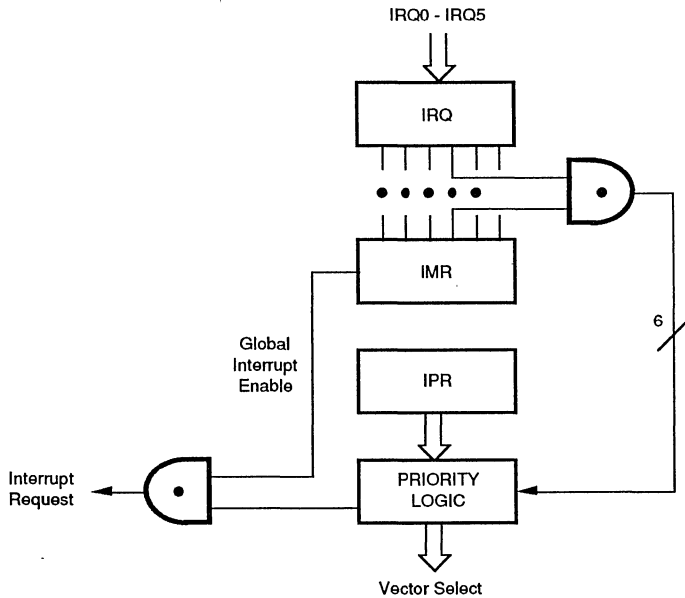 IRQ0 - IRQ5
IRQ
IMR
6
Global
Interrupt
Enable
IPR
PRIORITY
LOGIC
Interrupt
Request
Vector Select